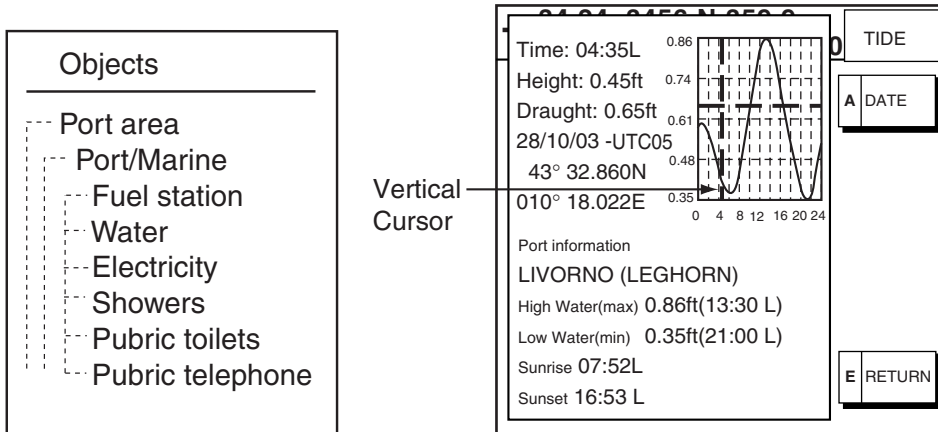 Objects
Port area
Port/Marine
Fuel station
Water
Electricity
Showers
Pubric toilets
Pubric telephone
Vertical
Cursor
TIDE
Time: 04:35L
Height: 0.45ft
Draught: 0.65ft
28/10/03 -UTC05
43° 32.860N
010° 18.022E
0.86
0.74
0.61
0.48
0.35
0 4 8 12 16 20 24
Port information
LIVORNO (LEGHORN)
High Water(max) 0.86ft(13:30 L)
Low Water(min) 0.35ft(21:00 L)
Sunrise 07:52L
Sunset 16:53 L
A DATE
E RETURN